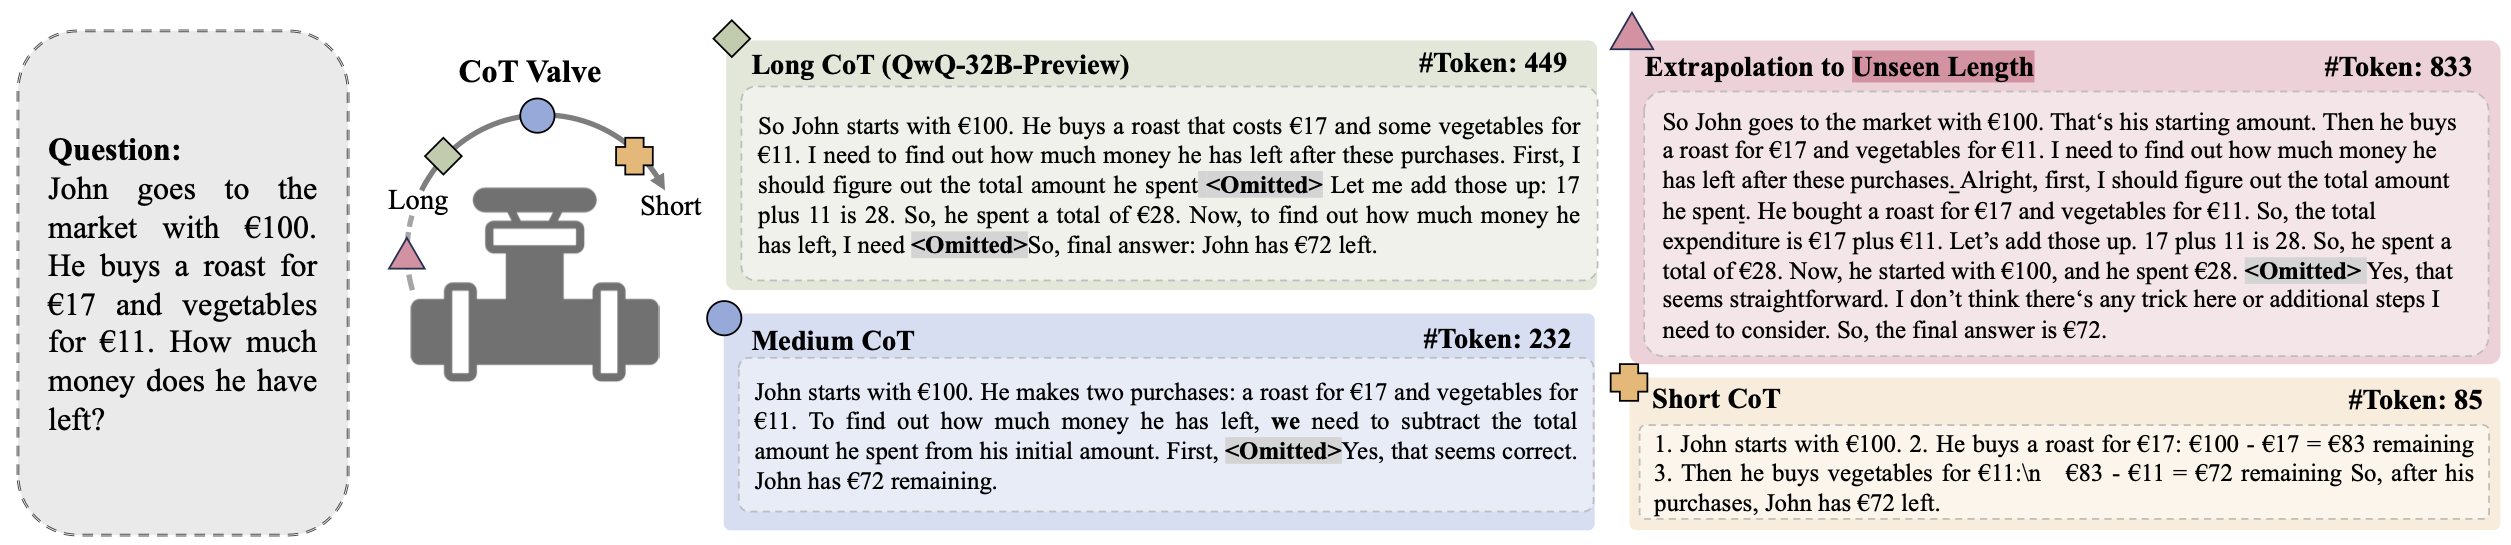 Question:
John goes to the
market with €100.
He buys a roast for
€17 and vegetables
for €11. How much
money does he have
left?
CoT Valve
Long
Short
Long CoT (QwQ-32B-Preview)
#Token: 449
So John starts with €100. He buys a roast that costs €17 and some vegetables for
€11. I need to find out how much money he has left after these purchases. First, I
should figure out the total amount he spent <Omitted> Let me add those up: 17
plus 11 is 28. So, he spent a total of €28. Now, to find out how much money he
has left, I need <Omitted>So, final answer: John has €72 left.
Medium CoT
#Token: 232
John starts with €100. He makes two purchases: a roast for €17 and vegetables for
€11. To find out how much money he has left, we need to subtract the total
amount he spent from his initial amount. First, <Omitted>Yes, that seems correct.
John has €72 remaining.
Extrapolation to Unseen Length
#Token: 833
So John goes to the market with €100. That‘s his starting amount. Then he buys
a roast for €17 and vegetables for €11. I need to find out how much money he
has left after these purchases. Alright, first, I should figure out the total amount
he spent. He bought a roast for €17 and vegetables for €11. So, the total
expenditure is €17 plus €11. Let’s add those up. 17 plus 11 is 28. So, he spent a
total of €28. Now, he started with €100, and he spent €28. <Omitted> Yes, that
seems straightforward. I don’t think there‘s any trick here or additional steps I
need to consider. So, the final answer is €72.
Short CoT
#Token: 85
1. John starts with €100. 2. He buys a roast for €17: €100 - €17 = €83 remaining
3. Then he buys vegetables for €11:\n €83 - €11 = €72 remaining So, after his
purchases, John has €72 left.